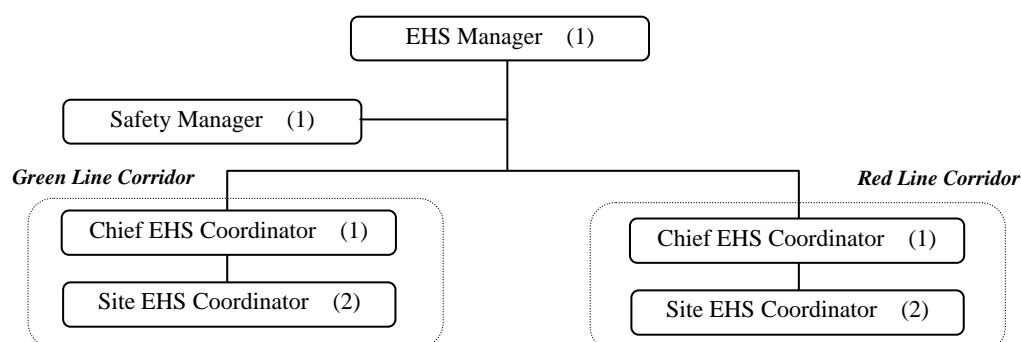 EHS Manager (1)
Safety Manager (1)
Green Line Corridor
Red Line Corridor
Chief EHS Coordinator (1)
Chief EHS Coordinator (1)
Site EHS Coordinator (2)
Site EHS Coordinator (2)